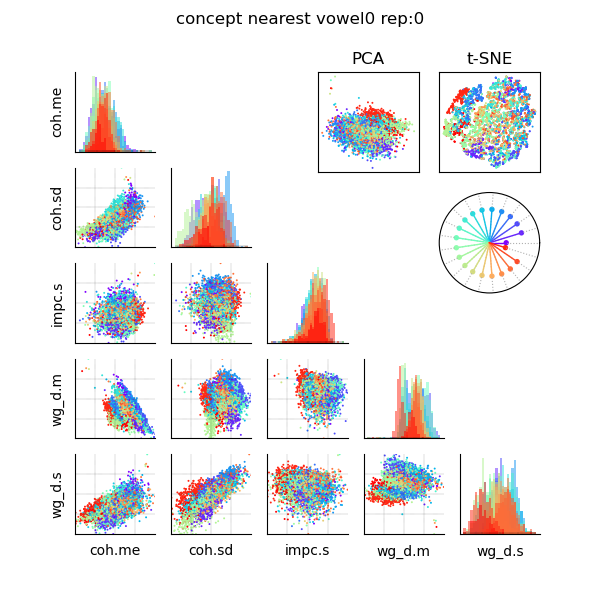 concept nearest vowel0 rep:0
PCA
t-SNE
coh.me
coh.sd
impc.s
wg_d.m
wg_d.s
coh.me
coh.sd
impc.s
wg_d.m
wg_d.s